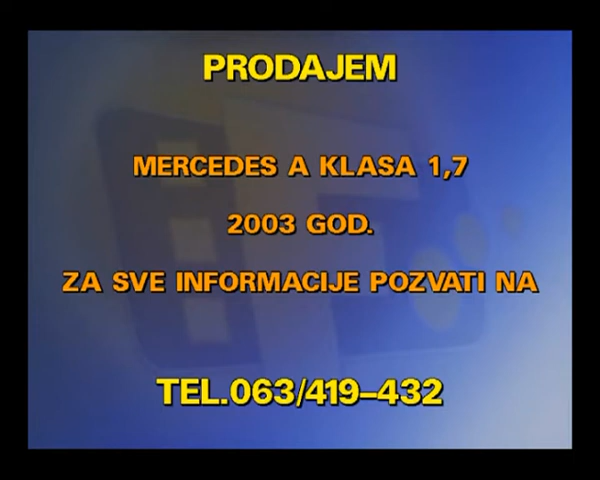 PRODAJEM
MERCEDES A KLASA 1,7
2003 GOD.
ZA SVE INFORMACIJE POZVATI NA
TEL.063/419-432